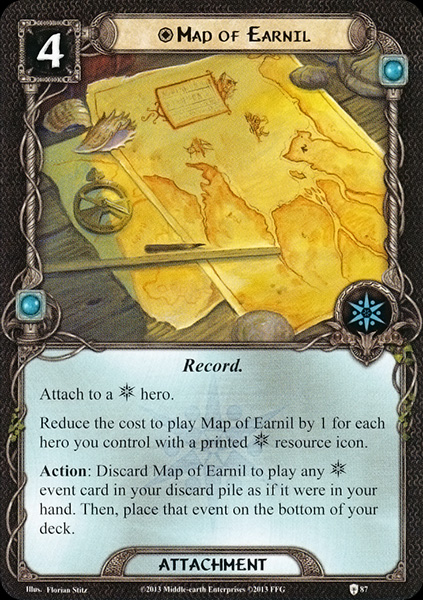 4
Map of Earnil
Record.
Attach to a hero.
Reduce the cost to play Map of Earnil by 1 for each
hero you control with a printed resource icon.
Action: Discard Map of Earnil to play any
event card in your discard pile as if it were in your
hand. Then, place that event on the bottom of your
deck.
ATTACHMENT
Illus. Florian Stitz ©2013 Middle-earth Enterprises ©2013 FFG 87